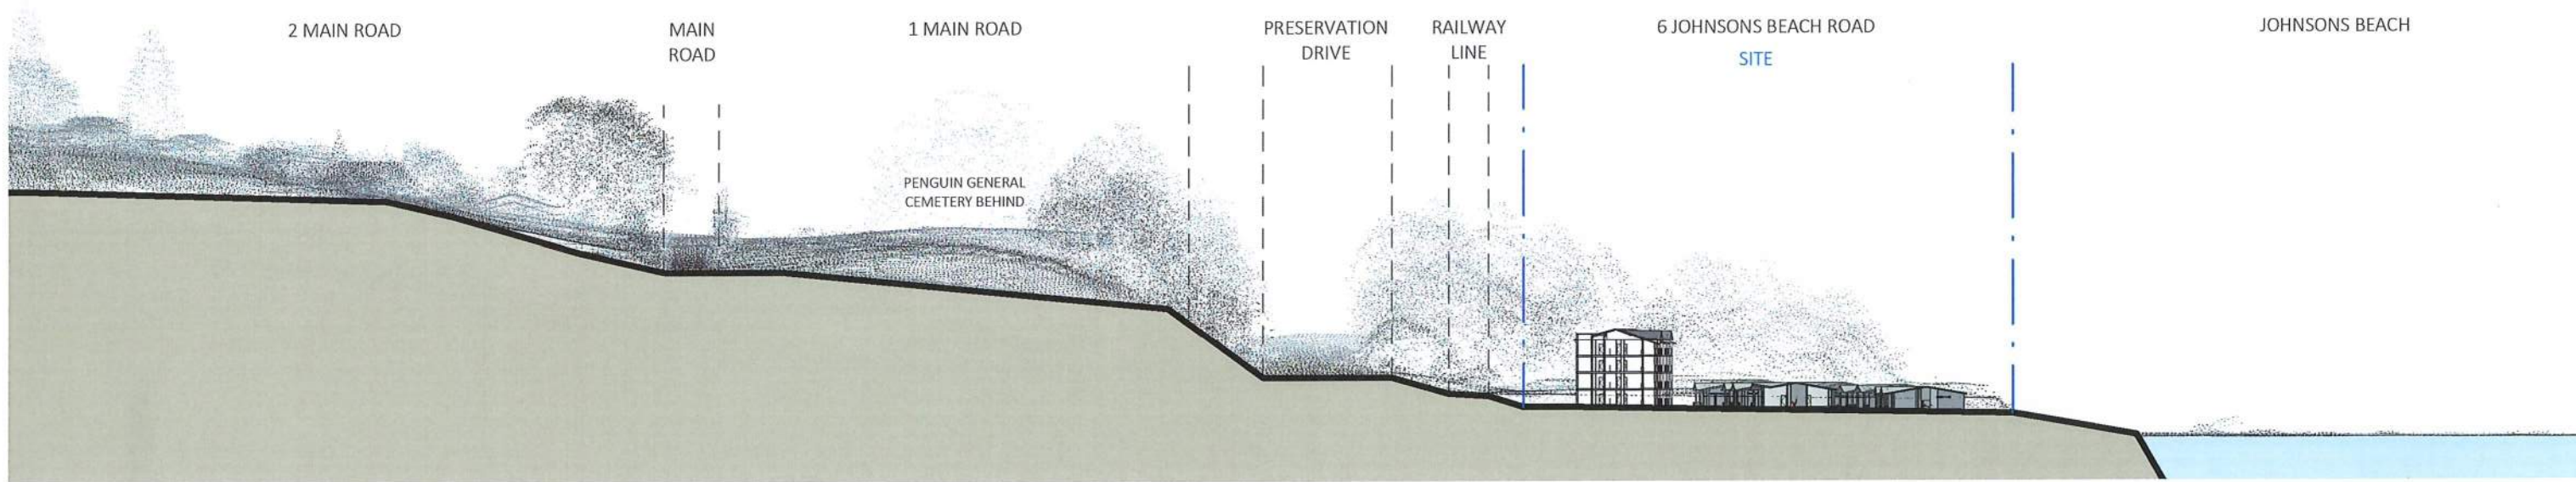 2 MAIN ROAD
MAIN
ROAD
1 MAIN ROAD
PENGUIN GENERAL
CEMETERY BEHIND
PRESERVATION
DRIVE
RAILWAY
LINE
6 JOHNSONS BEACH ROAD
SITE
JOHNSONS BEACH